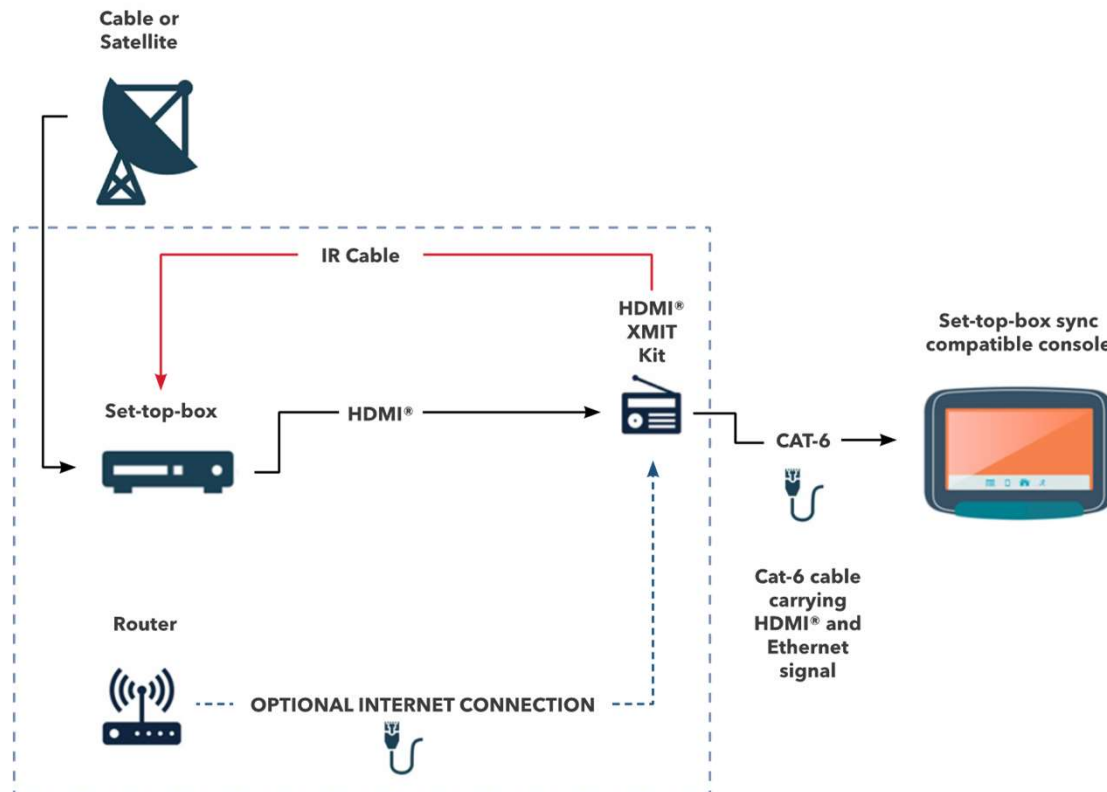 Cable or
Satellite
IR Cable
HDMI®
XMIT
Kit
Set-top-box sync
compatible console
Set-top-box
HDMI®
CAT-6
Cat-6 cable
carrying
HDMI® and
Ethernet
signal
Router
OPTIONAL INTERNET CONNECTION